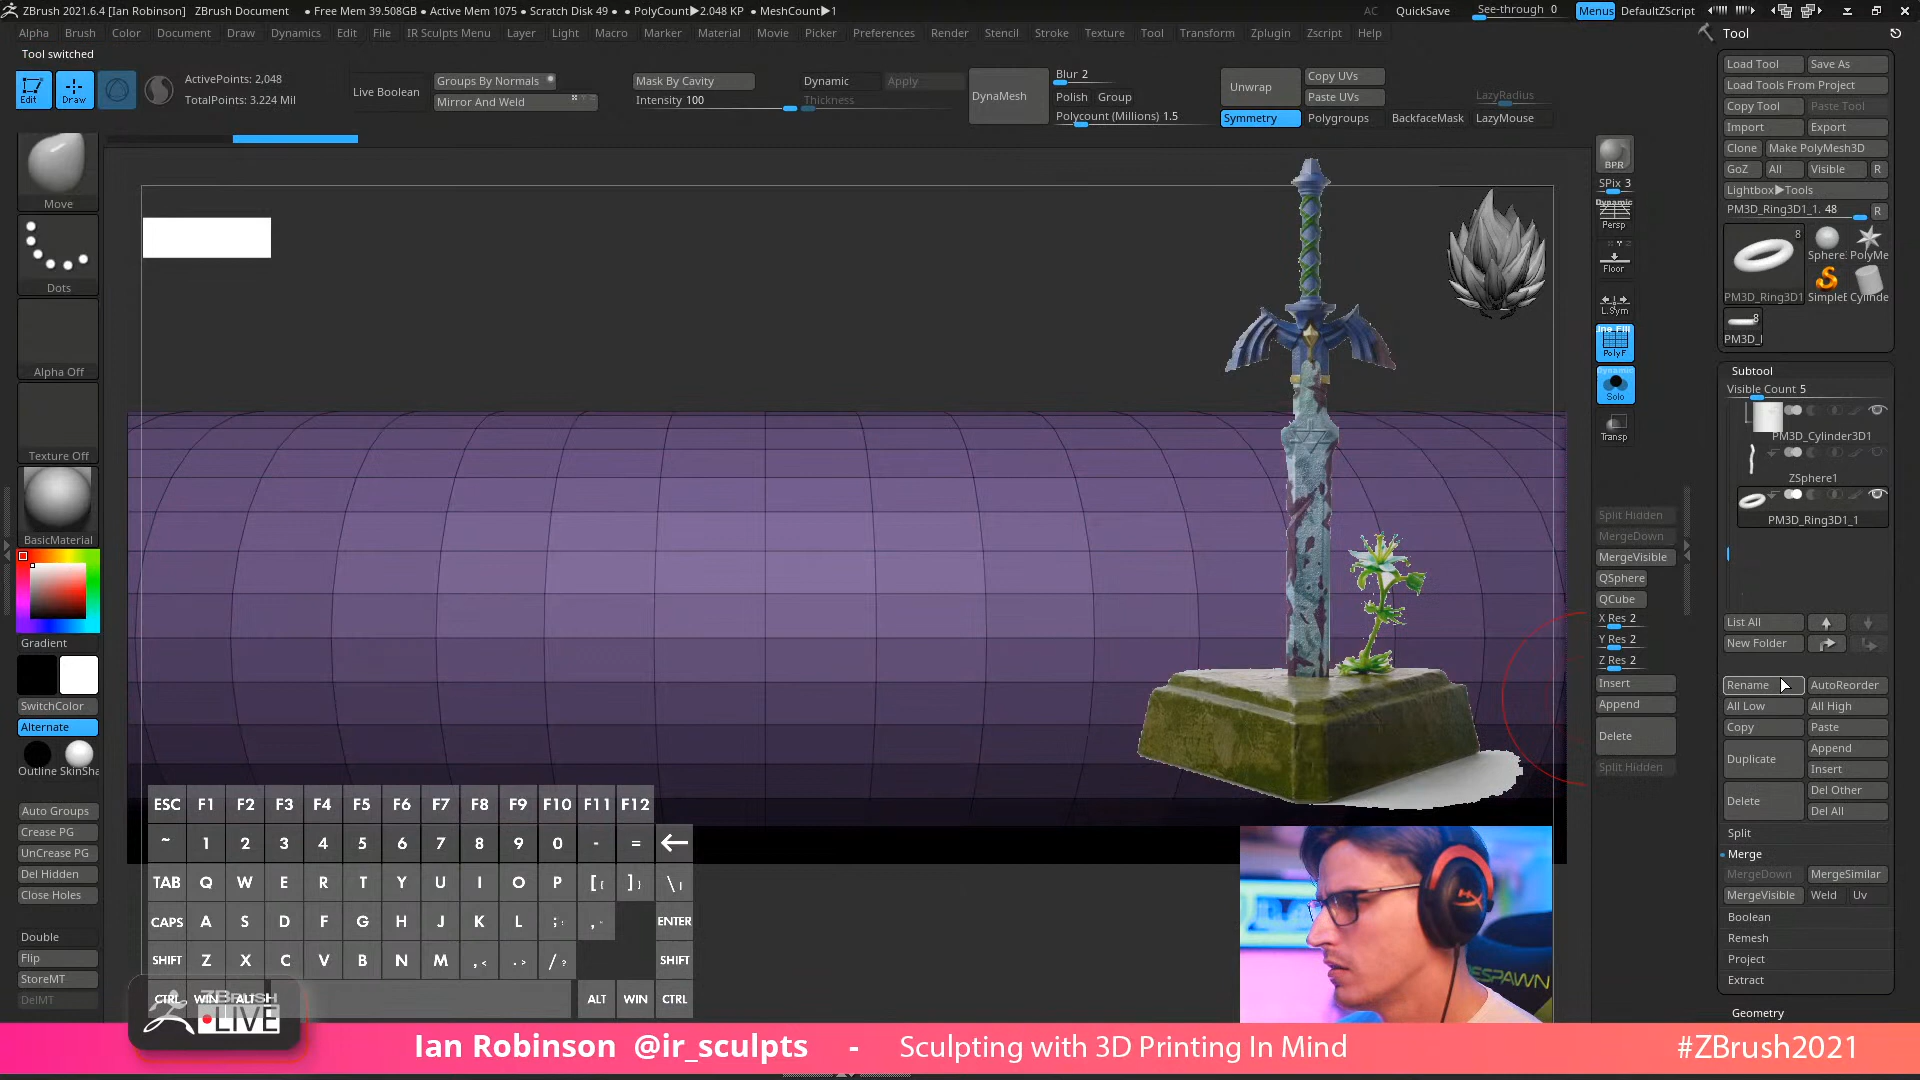 ZBrush 2021.6.4 [Ian Robinson] ZBrush Document • Free Mem 39.508GB • Active Mem 1075 • Scratch Disk 49 • PolyCount▶2.048 KP • MeshCount▶1
AC QuickSave See-through 0 Menus DefaultZScript
Alpha Brush Color Document Draw Dynamics Edit File IR Sculpts Menu Layer Light Macro Marker Material Movie Picker Preferences Render Stencil Stroke Texture Tool Transform Zplugin Zscript Help
Tool switched
Edit
Draw
ActivePoints: 2,048
TotalPoints: 3.224 Mil
Live Boolean
Groups By Normals
Mirror And Weld
Mask By Cavity
Intensity 100
Dynamic
Apply
Thickness
DynaMesh
Blur 2
Polish Group
Polycount (Millions) 1.5
Unwrap
Copy UVs
Paste UVs
Symmetry
Polygroups
BackfaceMask
LazyRadius
LazyMouse
Move
Dots
Alpha Off
Texture Off
BasicMaterial
Gradient
SwitchColor
Alternate
Outline SkinSha
Auto Groups
Crease PG
UnCrease PG
Del Hidden
Close Holes
Double
Flip
StoreMT
DelMT
BPR
SPix 3
Dynamic
Persp
Floor
L.Sym
Line Fill
PolyF
Dynamic
Solo
Transp
Split Hidden
MergeDown
MergeVisible
QSphere
QCube
X Res 2
Y Res 2
Z Res 2
Insert
Append
Delete
Split Hidden
Tool
Load Tool Save As
Load Tools From Project
Copy Tool Paste Tool
Import Export
Clone Make PolyMesh3D
GoZ All Visible R
Lightbox▶Tools
PM3D_Ring3D1_1. 48 R
8
PM3D_Ring3D1
Sphere. PolyMe
SimpleB Cylinde
8
PM3D_I
Subtool
Visible Count 5
PM3D_Cylinder3D1
ZSphere1
PM3D_Ring3D1_1
List All
New Folder
Rename AutoReorder
All Low All High
Copy Paste
Duplicate Append
Insert
Delete Del Other
Del All
Split
Merge
MergeDown MergeSimilar
MergeVisible Weld Uv
Boolean
Remesh
Project
Extract
Geometry
ESC F1 F2 F3 F4 F5 F6 F7 F8 F9 F10 F11 F12
~ 1 2 3 4 5 6 7 8 9 0 - =
TAB Q W E R T Y U I O P [ { ] } \ |
CAPS A S D F G H J K L ; : ENTER
SHIFT Z X C V B N M , < . > / ? SHIFT
CTRL WIN ALT ALT WIN CTRL
ZBRUSH
LIVE
HX
RESPAWN
Ian Robinson @ir_sculpts - Sculpting with 3D Printing In Mind #ZBrush2021